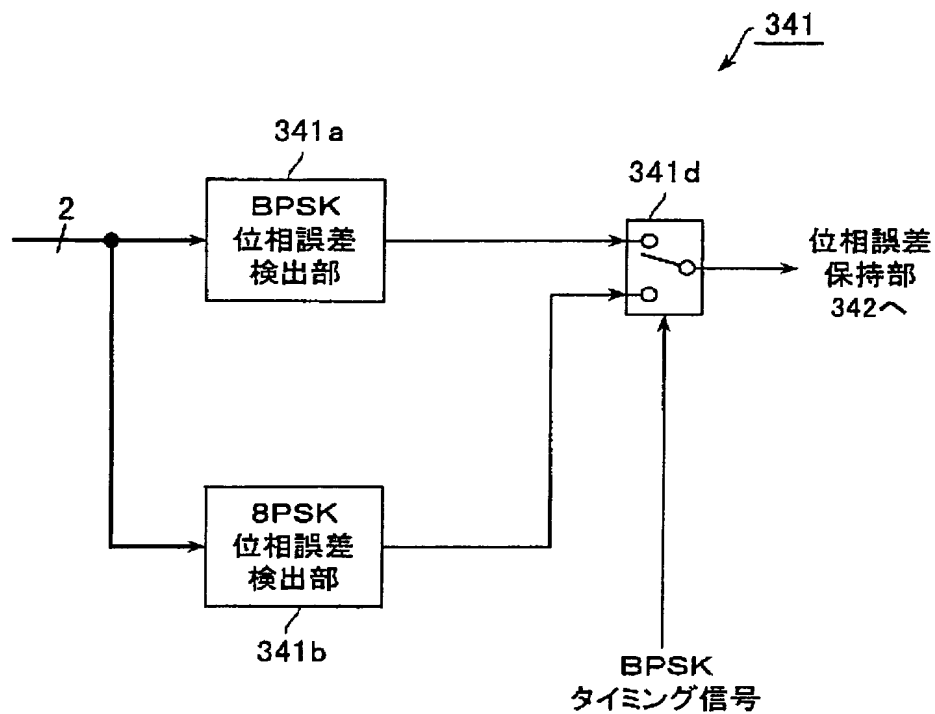 341
341a
341d
2
BPSK
位相誤差
検出部
位相誤差
保持部
342へ
8PSK
位相誤差
検出部
341b
BPSK
タイミング信号